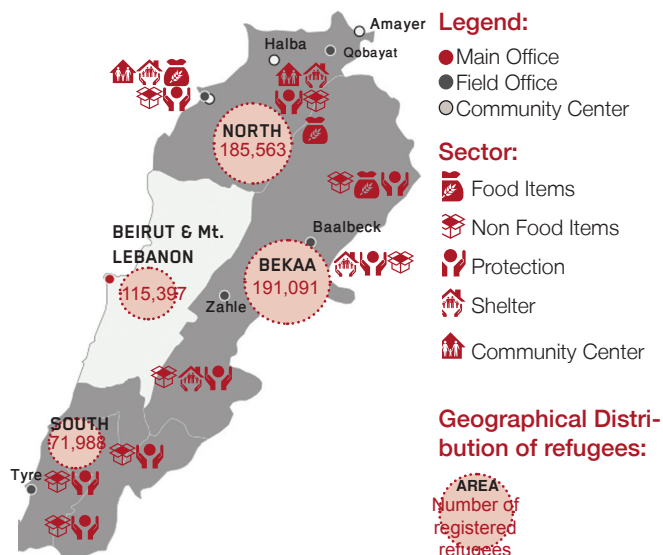 Amayer
Halba
Qobayat
NORTH
185,563
BEIRUT & Mt.
LEBANON
115,397
Baalbeck
BEKAA
191,091
Zahle
SOUTH
71,988
Tyre
Legend:
Main Office
Field Office
Community Center
Sector:
Food Items
Non Food Items
Protection
Shelter
Community Center
Geographical Distri-
bution of refugees:
AREA
Number of
registered
refugees